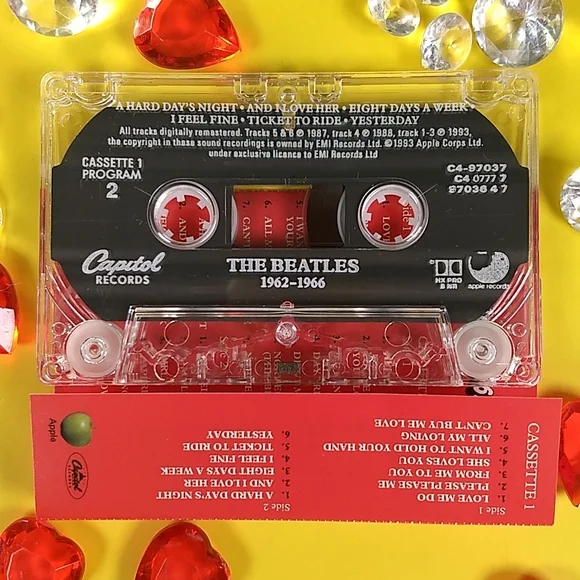 A HARD DAY'S NIGHT • AND I LOVE HER • EIGHT DAYS A WEEK •
I FEEL FINE • TICKET TO RIDE • YESTERDAY
All tracks digitally remastered. Tracks 5 & 6 ℗ 1987, track 4 ℗ 1988, track 1-3 ℗ 1993,
the copyright in these sound recordings is owned by EMI Records Ltd. ©1993 Apple Corps Ltd.
under exclusive licence to EMI Records Ltd
CASSETTE 1
PROGRAM
2
C4-97037
C4 0777 7
97036 4 7
Capitol
RECORDS
THE BEATLES
1962-1966
HX PRO
B NR
apple records
CASSETTE 1
Side 1
1. LOVE ME DO
2. PLEASE PLEASE ME
3. FROM ME TO YOU
4. SHE LOVES YOU
5. I WANT TO HOLD YOUR HAND
6. ALL MY LOVING
7. CAN'T BUY ME LOVE
Side 2
1. A HARD DAY'S NIGHT
2. AND I LOVE HER
3. EIGHT DAYS A WEEK
4. I FEEL FINE
5. TICKET TO RIDE
6. YESTERDAY
Apple
Capitol